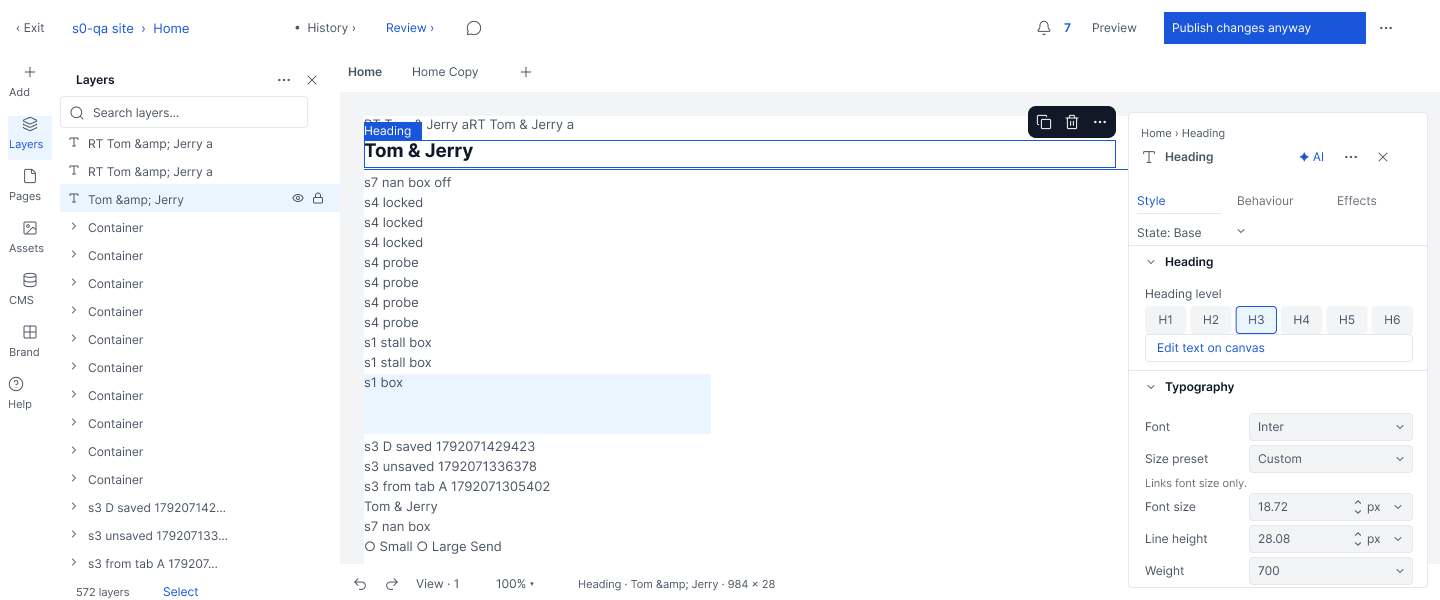 ‹ Exit
s0-qa site › Home
• History ›
Review ›
7
Preview
Publish changes anyway
Add
Layers
Pages
Assets
CMS
Brand
Help
Layers
Search layers...
RT Tom &amp; Jerry a
RT Tom &amp; Jerry a
Tom &amp; Jerry
Container
Container
Container
Container
Container
Container
Container
Container
Container
Container
s3 D saved 179207142...
s3 unsaved 179207133...
s3 from tab A 179207...
572 layers
Select
Home
Home Copy
Jerry aRT Tom & Jerry a
Heading
Tom & Jerry
s7 nan box off
s4 locked
s4 locked
s4 locked
s4 probe
s4 probe
s4 probe
s4 probe
s1 stall box
s1 stall box
s1 box
s3 D saved 1792071429423
s3 unsaved 1792071336378
s3 from tab A 1792071305402
Tom & Jerry
s7 nan box
Small Large Send
View · 1
100%
Heading · Tom &amp; Jerry · 984 × 28
Home › Heading
Heading
AI
Style
Behaviour
Effects
State: Base
Heading
Heading level
H1 H2 H3 H4 H5 H6
Edit text on canvas
Typography
Font
Inter
Size preset
Custom
Links font size only.
Font size
18.72
px
Line height
28.08
px
Weight
700